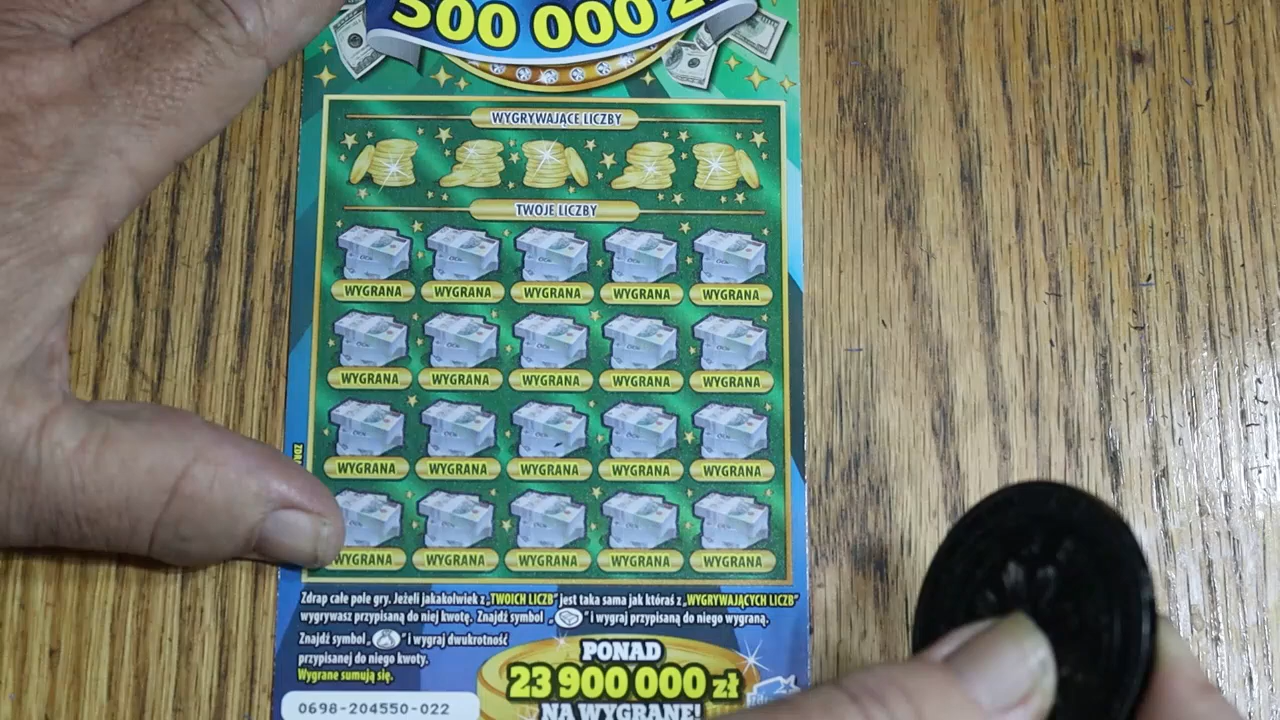 500 000 zł
WYGRYWAJĄCE LICZBY
TWOJE LICZBY
WYGRANA WYGRANA WYGRANA WYGRANA WYGRANA
WYGRANA WYGRANA WYGRANA WYGRANA WYGRANA
WYGRANA WYGRANA WYGRANA WYGRANA WYGRANA
WYGRANA WYGRANA WYGRANA WYGRANA WYGRANA
Zdrap całe pole gry. Jeżeli jakakolwiek z „TWOICH LICZB" jest taka sama jak któraś z „WYGRYWAJĄCYCH LICZB"
wygrywasz przypisaną do niej kwotę. Znajdź symbol „ " i wygraj przypisaną do niego wygraną.
Znajdź symbol „ " i wygraj dwukrotność
przypisanej do niego kwoty.
Wygrane sumują się.
PONAD
23 900 000 zł
NA WYGRANE!
0698-204550-022